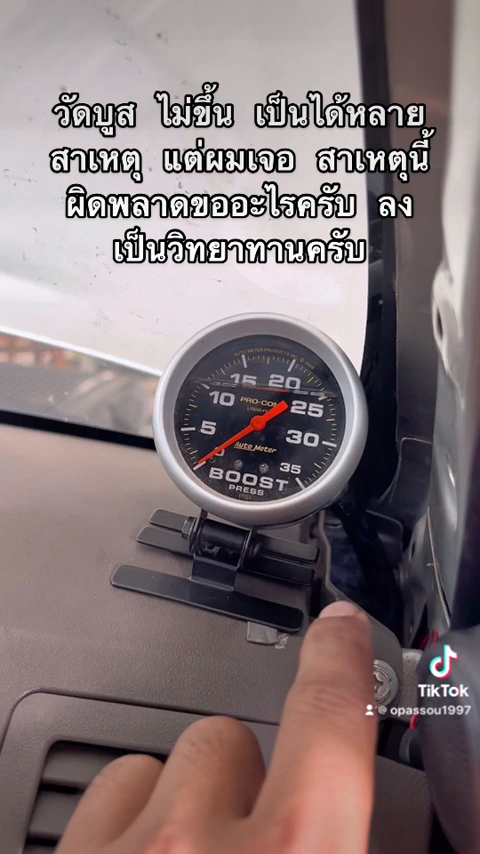 วัดบูส ไม่ขึ้น เป็นได้หลาย
สาเหตุ แต่ผมเจอ สาเหตุนี้
ผิดพลาดขออะไรครับ ลง
เป็นวิทยาทานครับ
15 20
10 25
5 30
0 35
PRO-COMP
Auto Meter
BOOST
PRESS
PSI
TikTok
@opassou1997